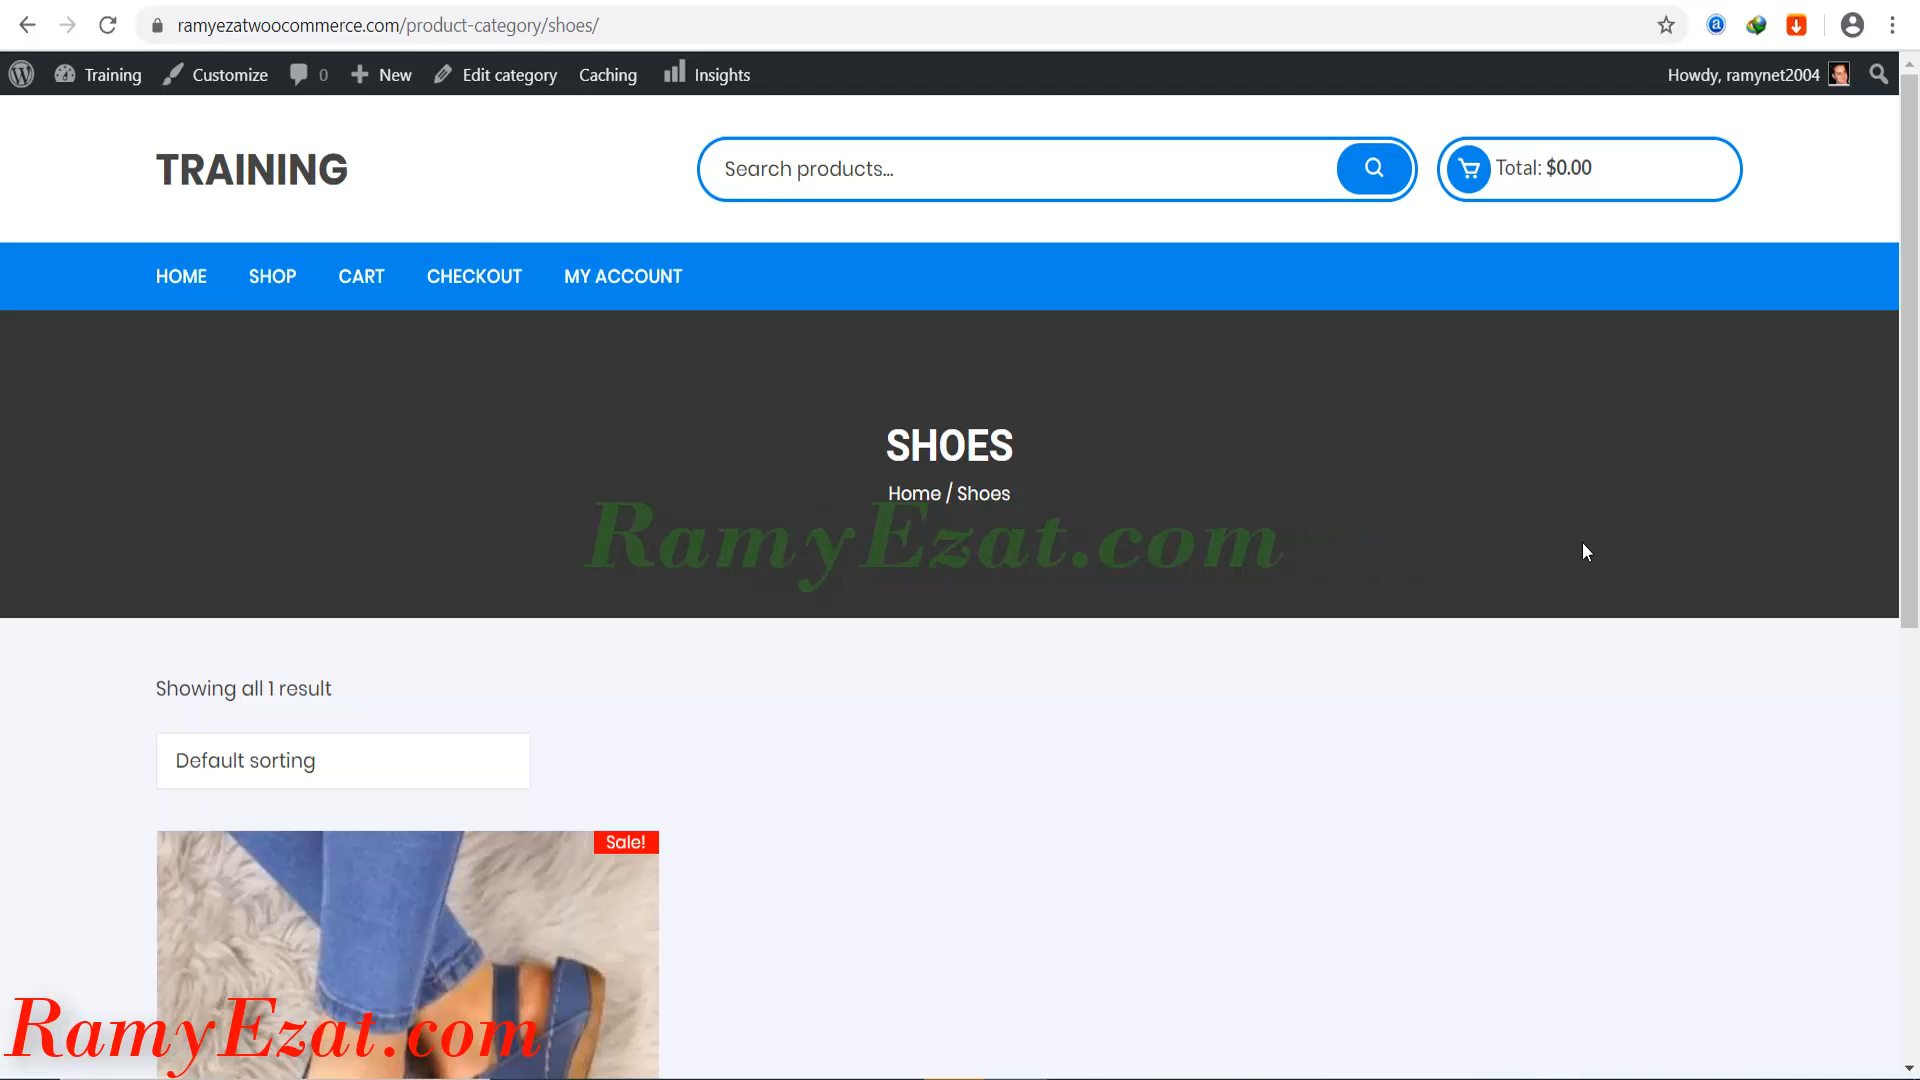 ramyezatwoocommerce.com/product-category/shoes/
Training Customize 0 New Edit category Caching Insights Howdy, ramynet2004
TRAINING Search products... Total: $0.00
HOME SHOP CART CHECKOUT MY ACCOUNT
SHOES
Home / Shoes
RamyEzat.com
Showing all 1 result
Default sorting
Sale!
RamyEzat.com